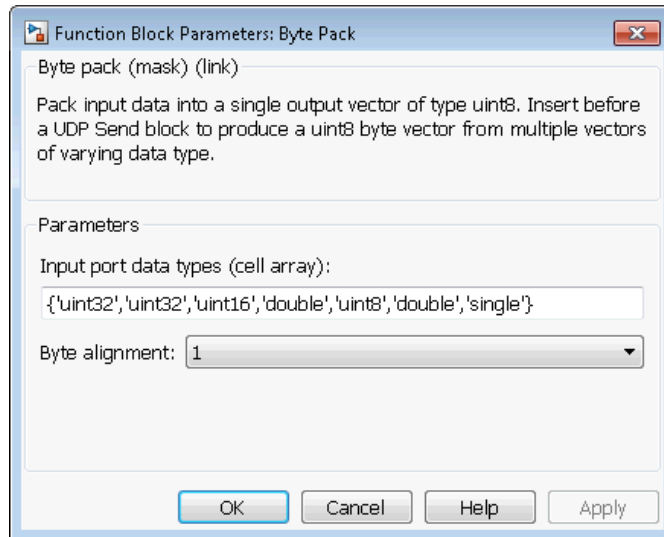 Function Block Parameters: Byte Pack
Byte pack (mask) (link)
Pack input data into a single output vector of type uint8. Insert before
a UDP Send block to produce a uint8 byte vector from multiple vectors
of varying data type.
Parameters
Input port data types (cell array):
{'uint32','uint32','uint16','double','uint8','double','single'}
Byte alignment: 1
OK Cancel Help Apply